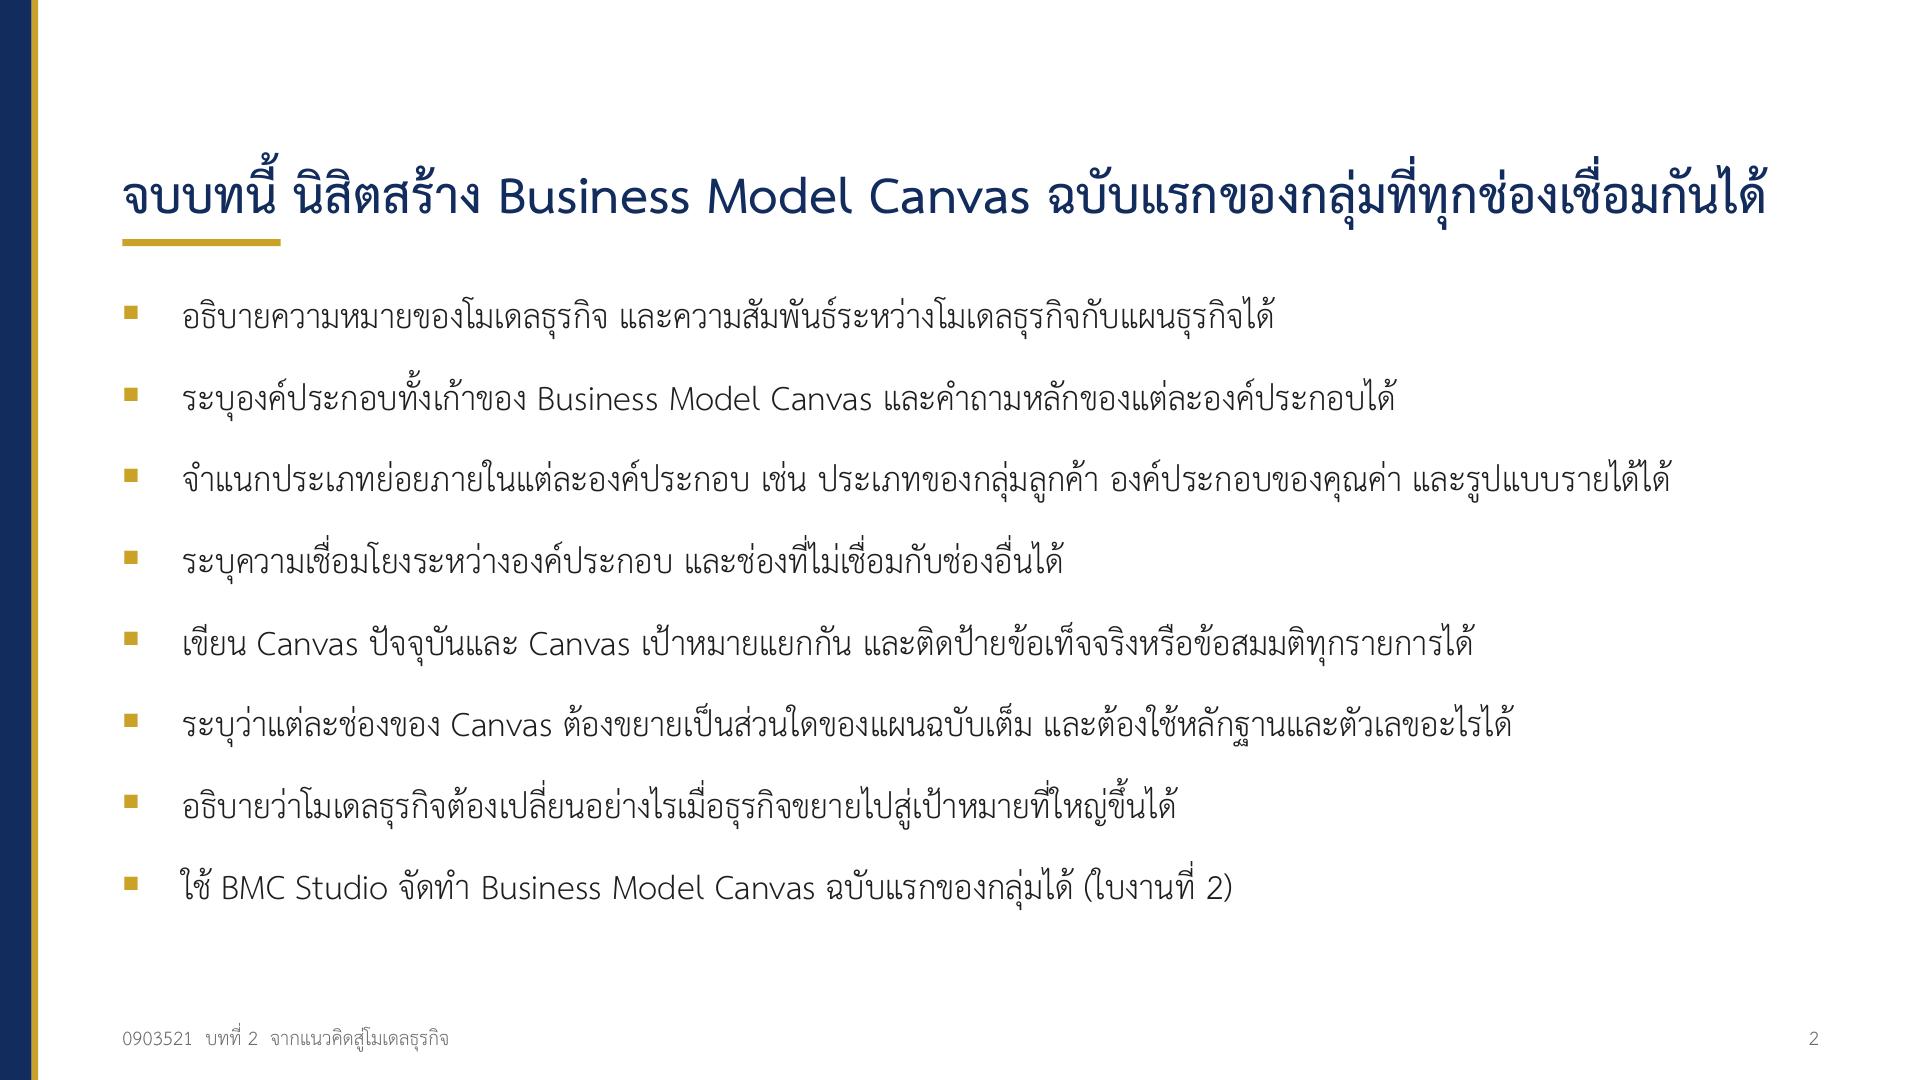 จบบทนี้ นิสิตสร้าง Business Model Canvas ฉบับแรกของกลุ่มที่ทุกช่องเชื่อมกันได้
อธิบายความหมายของโมเดลธุรกิจ และความสัมพันธ์ระหว่างโมเดลธุรกิจกับแผนธุรกิจได้
ระบุองค์ประกอบทั้งเก้าของ Business Model Canvas และคำถามหลักของแต่ละองค์ประกอบได้
จำแนกประเภทย่อยภายในแต่ละองค์ประกอบ เช่น ประเภทของกลุ่มลูกค้า องค์ประกอบของคุณค่า และรูปแบบรายได้ได้
ระบุความเชื่อมโยงระหว่างองค์ประกอบ และช่องที่ไม่เชื่อมกับช่องอื่นได้
เขียน Canvas ปัจจุบันและ Canvas เป้าหมายแยกกัน และติดป้ายข้อเท็จจริงหรือข้อสมมติทุกรายการได้
ระบุว่าแต่ละช่องของ Canvas ต้องขยายเป็นส่วนใดของแผนฉบับเต็ม และต้องใช้หลักฐานและตัวเลขอะไรได้
อธิบายว่าโมเดลธุรกิจต้องเปลี่ยนอย่างไรเมื่อธุรกิจขยายไปสู่เป้าหมายที่ใหญ่ขึ้นได้
ใช้ BMC Studio จัดทำ Business Model Canvas ฉบับแรกของกลุ่มได้ (ใบงานที่ 2)
0903521 บทที่ 2 จากแนวคิดสู่โมเดลธุรกิจ
2